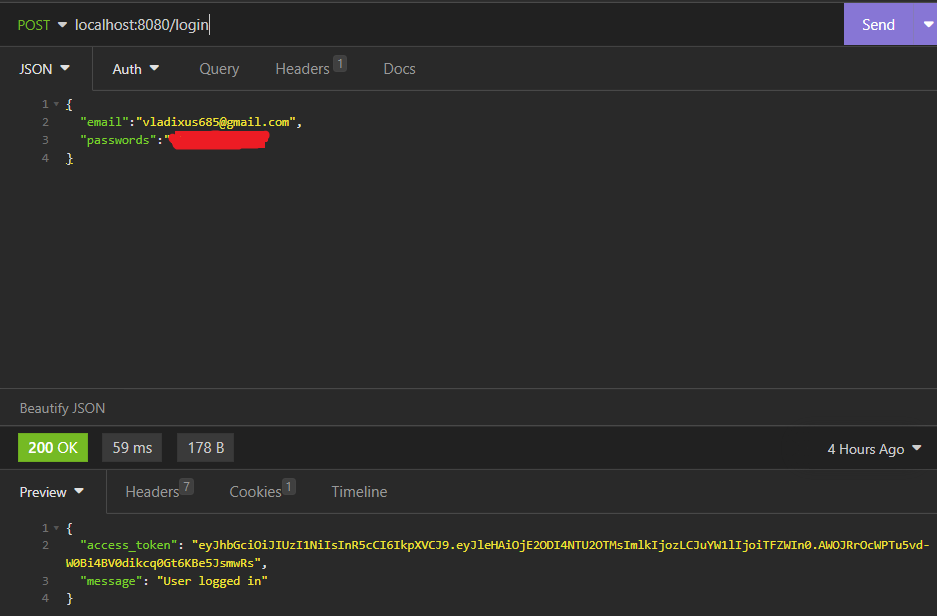 POST localhost:8080/login Send
JSON Auth Query Headers 1 Docs
1 {
2 "email":"vladixus685@gmail.com",
3 "passwords":"
4 }
Beautify JSON
200 OK 59 ms 178 B 4 Hours Ago
Preview Headers 7 Cookies 1 Timeline
1 {
2 "access_token": "eyJhbGciOiJIUzI1NiIsInR5cCI6IkpXVCJ9.eyJleHAiOjE2ODI4NTU2OTMsImlkIjozLCJuYW1lIjoiTFZWIn0.AWOJRrOcWPTu5vd-
W0Bi4BV0dikcq0Gt6KBe5JsmwRs",
3 "message": "User logged in"
4 }